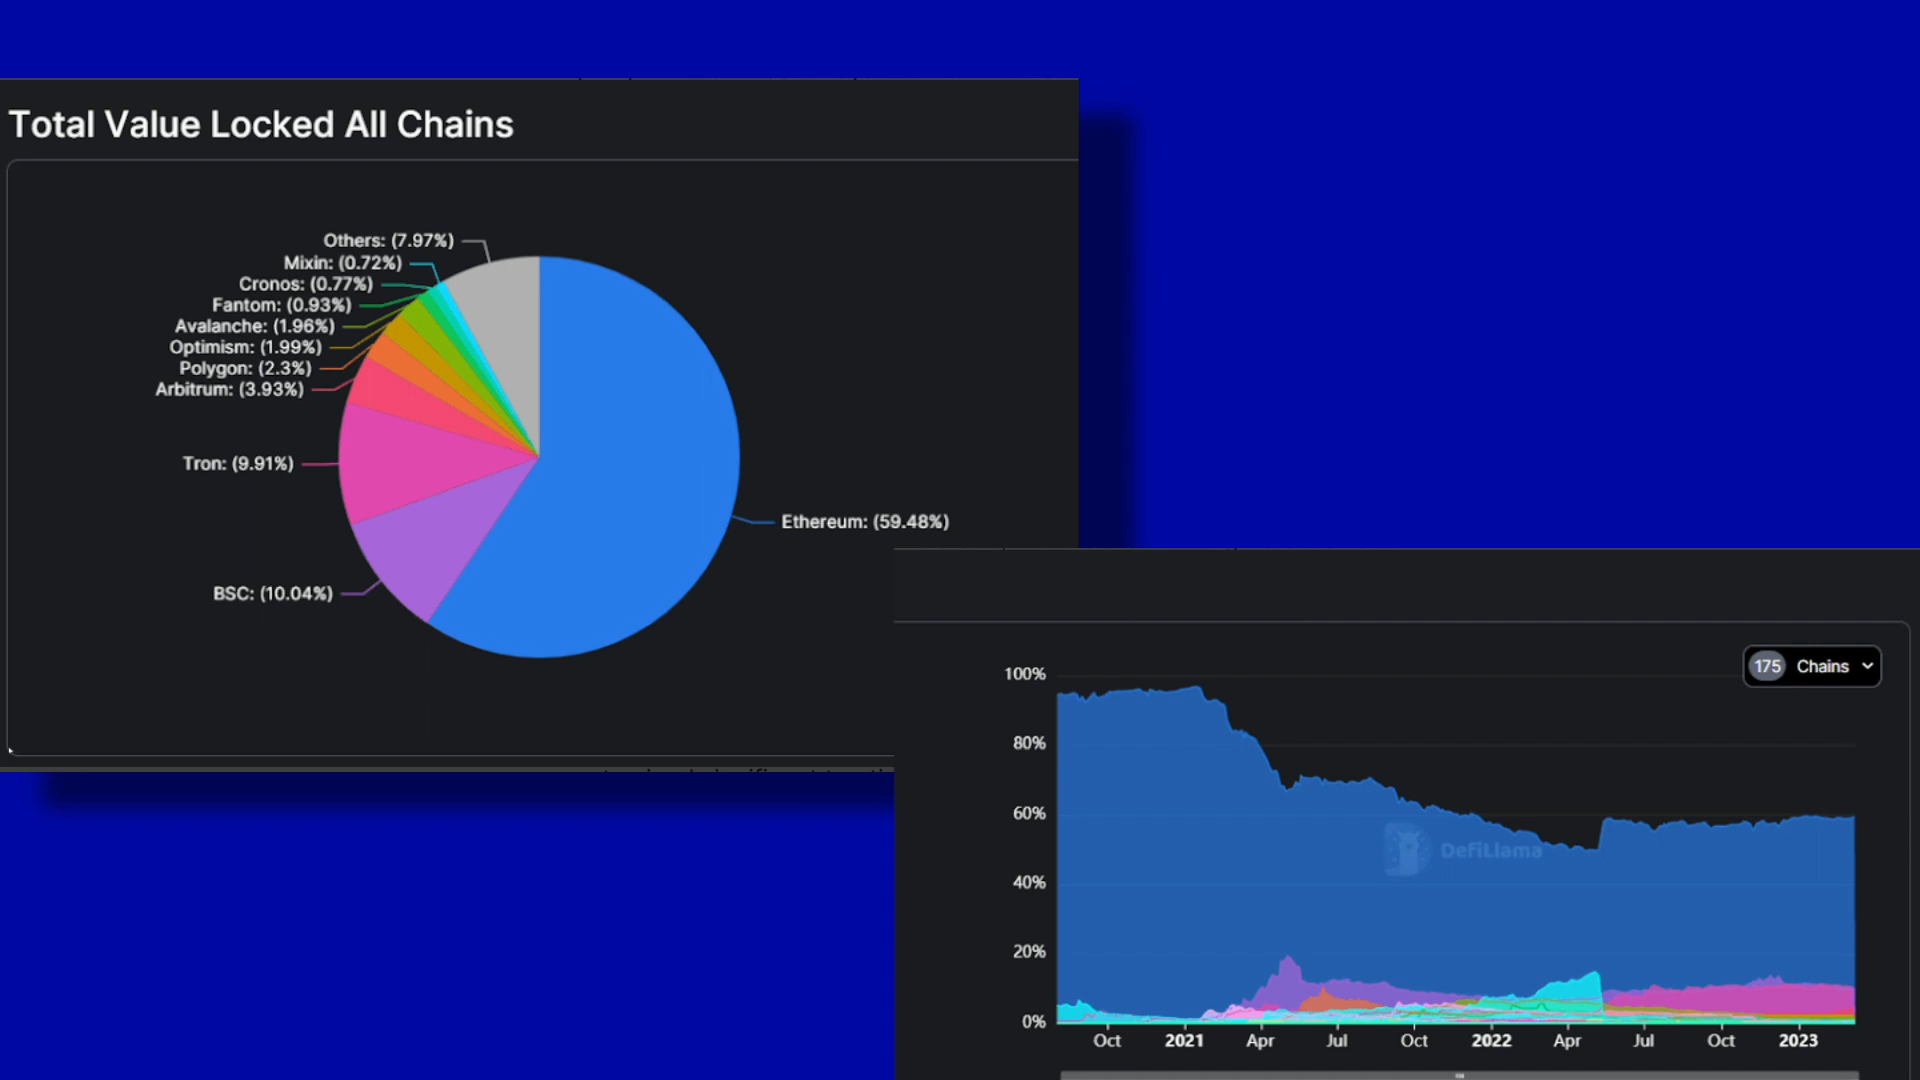 Total Value Locked All Chains
Others: (7.97%)
Mixin: (0.72%)
Cronos: (0.77%)
Fantom: (0.93%)
Avalanche: (1.96%)
Optimism: (1.99%)
Polygon: (2.3%)
Arbitrum: (3.93%)
Tron: (9.91%)
Ethereum: (59.48%)
BSC: (10.04%)
175 Chains
100%
80%
60%
DefiLlama
40%
20%
0%
Oct 2021 Apr Jul Oct 2022 Apr Jul Oct 2023